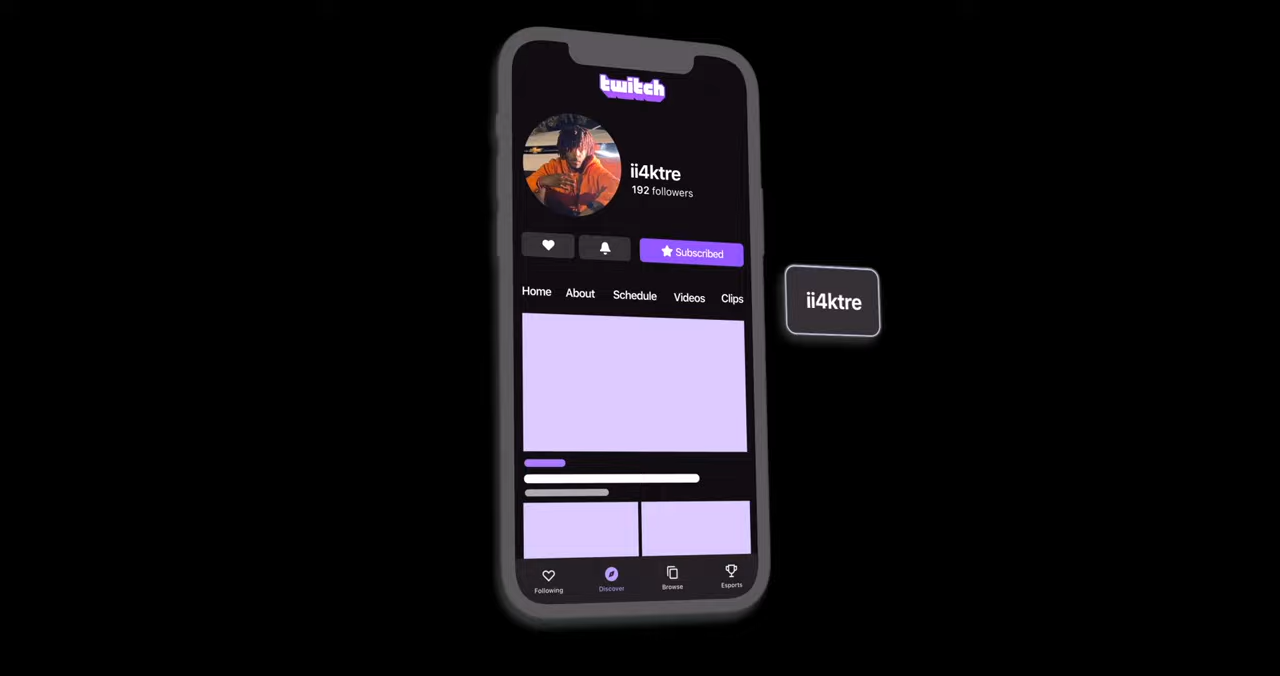 twitch
ii4ktre
192 followers
Subscribed
Home About Schedule Videos Clips
ii4ktre
Following Discover Browse Esports